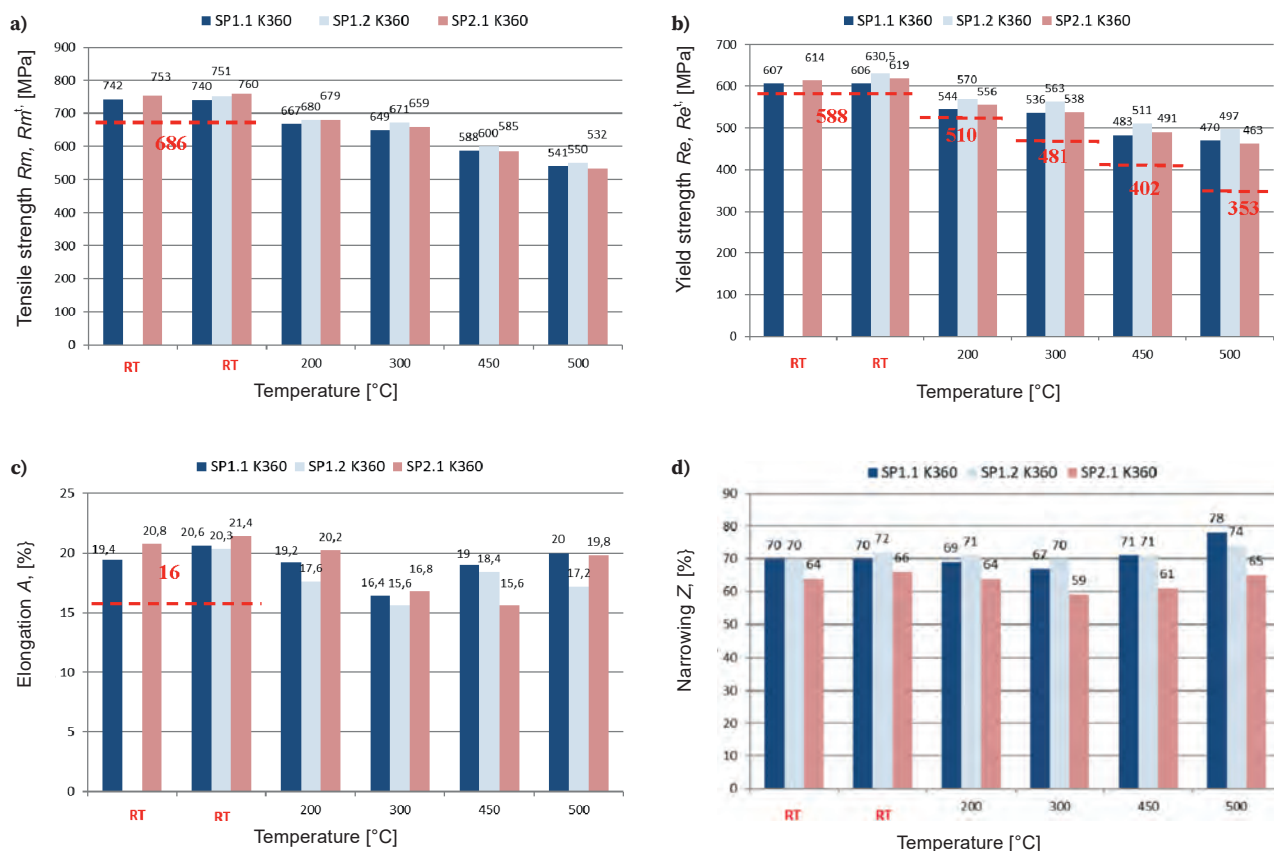 a)
SP1.1 K360 SP1.2 K360 SP2.1 K360
Tensile strength Rm, Rm^t, [MPa]
900
800
700
600
500
400
300
200
100
0
742 753
740 751 760
667 680 679
649 671 659
588 600 585
541 550 532
686
RT RT 200 300 450 500
Temperature [°C]
b)
SP1.1 K360 SP1.2 K360 SP2.1 K360
Yield strength Re, Re^t, [MPa]
700
600
500
400
300
200
100
0
607 614
606 630,5 619
544 570 556
536 563 538
483 511 491
470 497 463
588
510
481
402
353
RT RT 200 300 450 500
Temperature [°C]
c)
SP1.1 K360 SP1.2 K360 SP2.1 K360
Elongation A, [%}
25
20
15
10
5
0
19,4 20,8
20,6 20,3 21,4
19,2 17,6 20,2
16,4 15,6 16,8
19 18,4 15,6
20 17,2 19,8
16
RT RT 200 300 450 500
Temperature [°C]
d)
SP1.1 K360 SP1.2 K360 SP2.1 K360
Narrowing Z, [%}
90
80
70
60
50
40
30
20
10
0
70 70 64
70 72 66
69 71 64
67 70 59
71 71 61
78 74 65
RT RT 200 300 450 500
Temperature [°C]